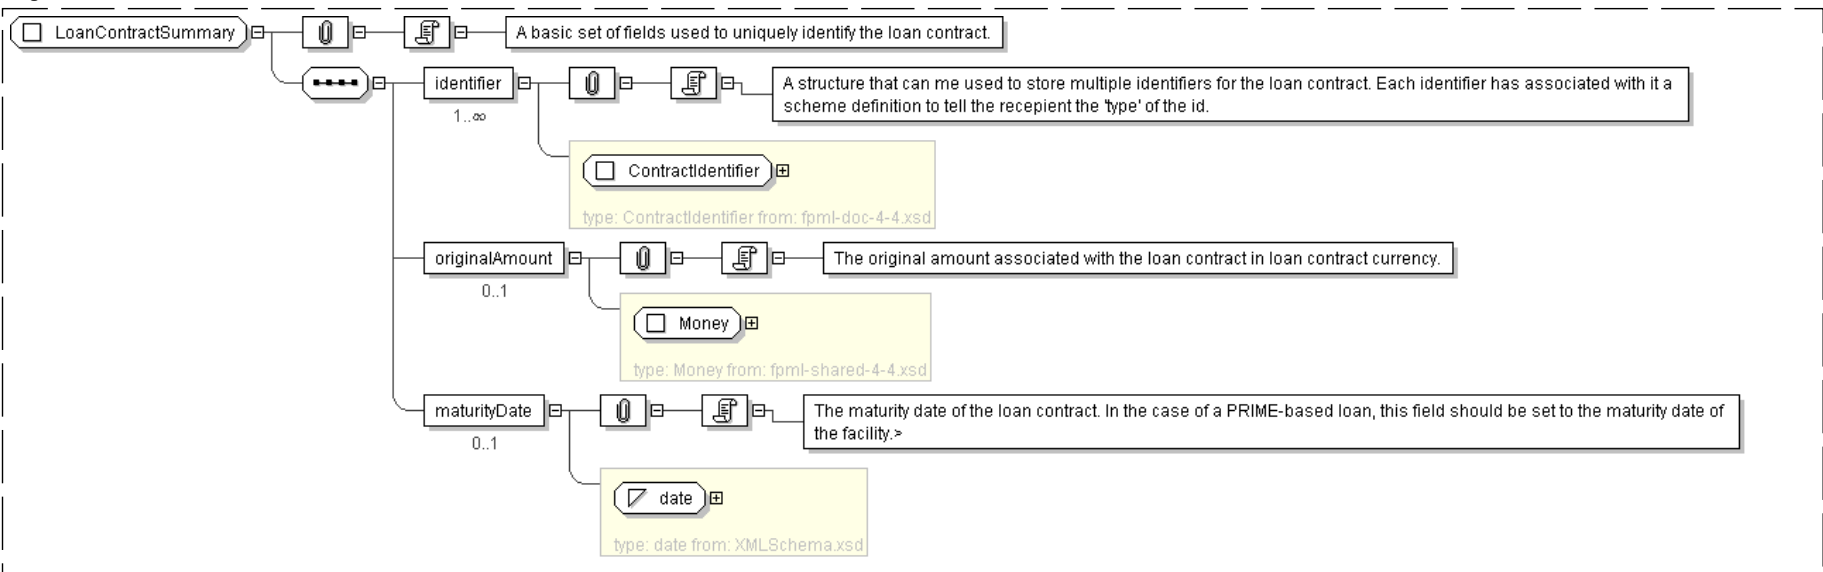 LoanContractSummary
A basic set of fields used to uniquely identify the loan contract.
identifier
1..∞
A structure that can me used to store multiple identifiers for the loan contract. Each identifier has associated with it a
scheme definition to tell the recepient the 'type' of the id.
ContractIdentifier
type: ContractIdentifier from: fpml-doc-4-4.xsd
originalAmount
0..1
The original amount associated with the loan contract in loan contract currency.
Money
type: Money from: fpml-shared-4-4.xsd
maturityDate
0..1
The maturity date of the loan contract. In the case of a PRIME-based loan, this field should be set to the maturity date of
the facility.>
date
type: date from: XMLSchema.xsd